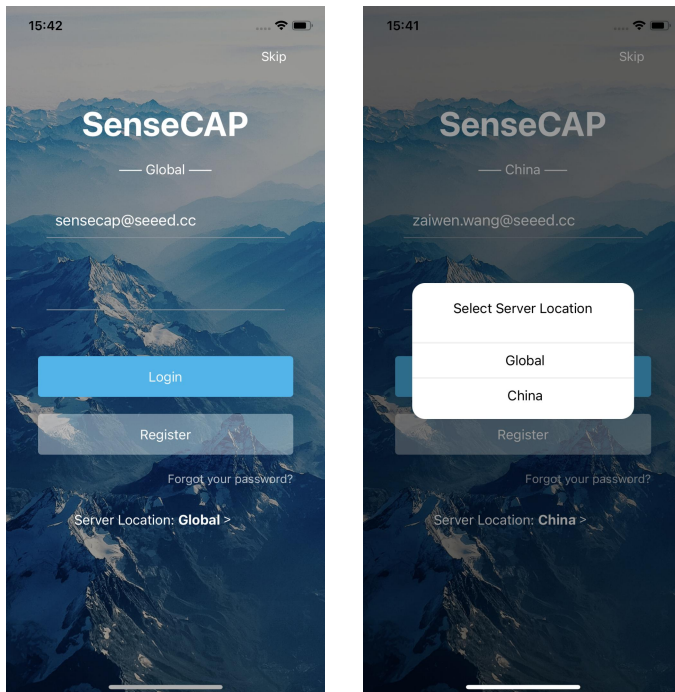 15:42
Skip
SenseCAP
Global
sensecap@seeed.cc
Login
Register
Forgot your password?
Server Location: Global >
15:41
Skip
SenseCAP
China
zaiwen.wang@seeed.cc
Select Server Location
Global
China
Register
Forgot your password?
Server Location: China >